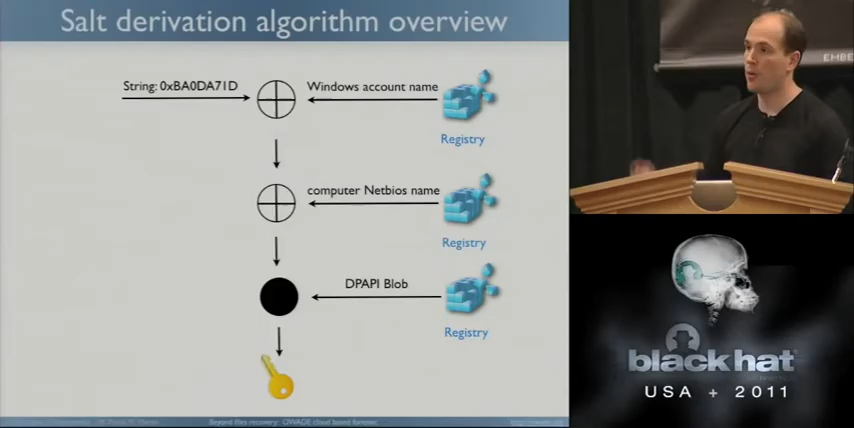 Salt derivation algorithm overview
String: 0xBA0DA71D
Windows account name
Registry
computer Netbios name
Registry
DPAPI Blob
Registry
Beyond files recovery: OWADE cloud based forensic
EHBE
black hat
USA + 2011